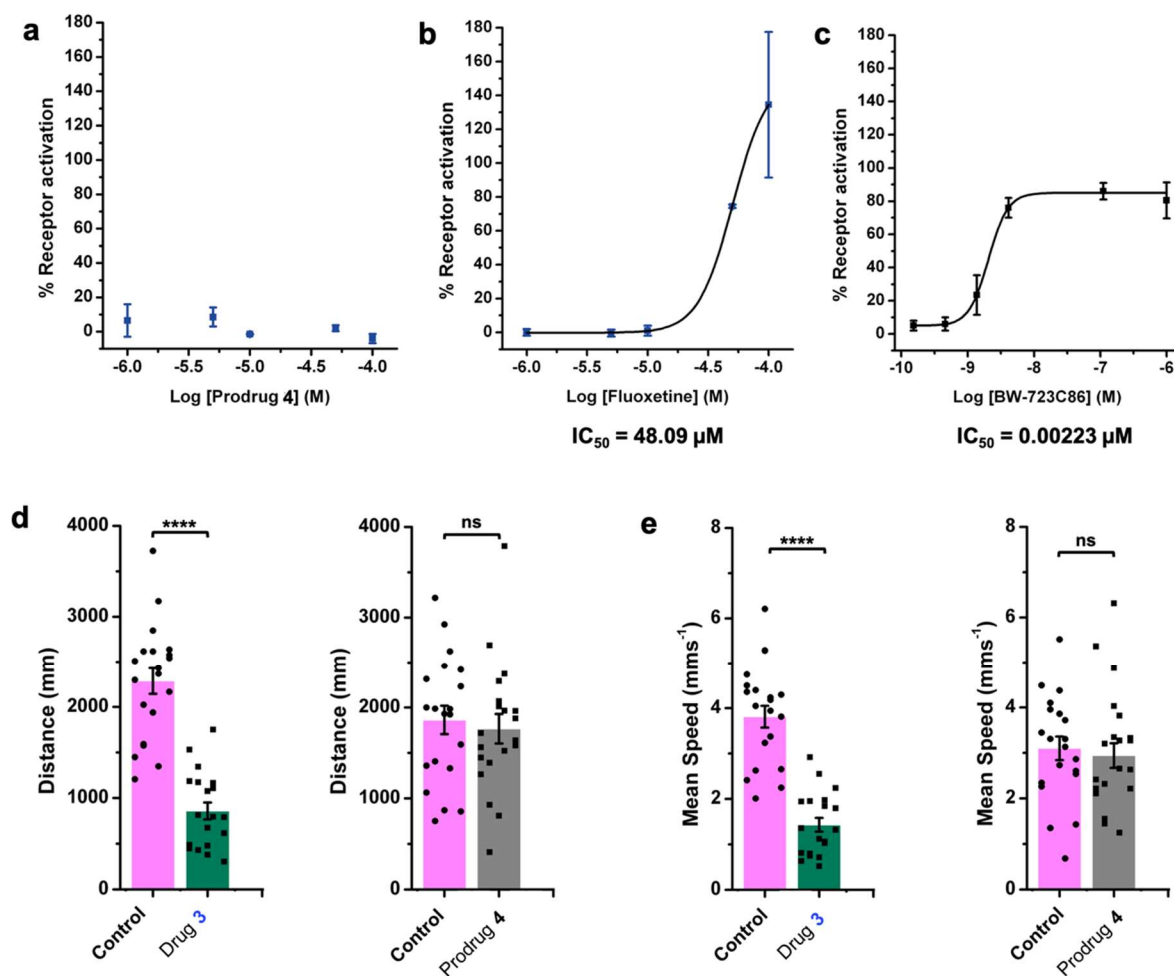 a
180
160
140
120
100
80
60
40
20
0
% Receptor activation
-6.0 -5.5 -5.0 -4.5 -4.0
Log [Prodrug 4] (M)
b
180
160
140
120
100
80
60
40
20
0
% Receptor activation
-6.0 -5.5 -5.0 -4.5 -4.0
Log [Fluoxetine] (M)
IC50 = 48.09 µM
c
180
160
140
120
100
80
60
40
20
0
% Receptor activation
-10 -9 -8 -7 -6
Log [BW-723C86] (M)
IC50 = 0.00223 µM
d
4000
3000
2000
1000
0
Distance (mm)
****
Control
Drug 3
4000
3000
2000
1000
0
Distance (mm)
ns
Control
Prodrug 4
e
8
6
4
2
0
Mean Speed (mms-1)
****
Control
Drug 3
8
6
4
2
0
Mean Speed (mms-1)
ns
Control
Prodrug 4